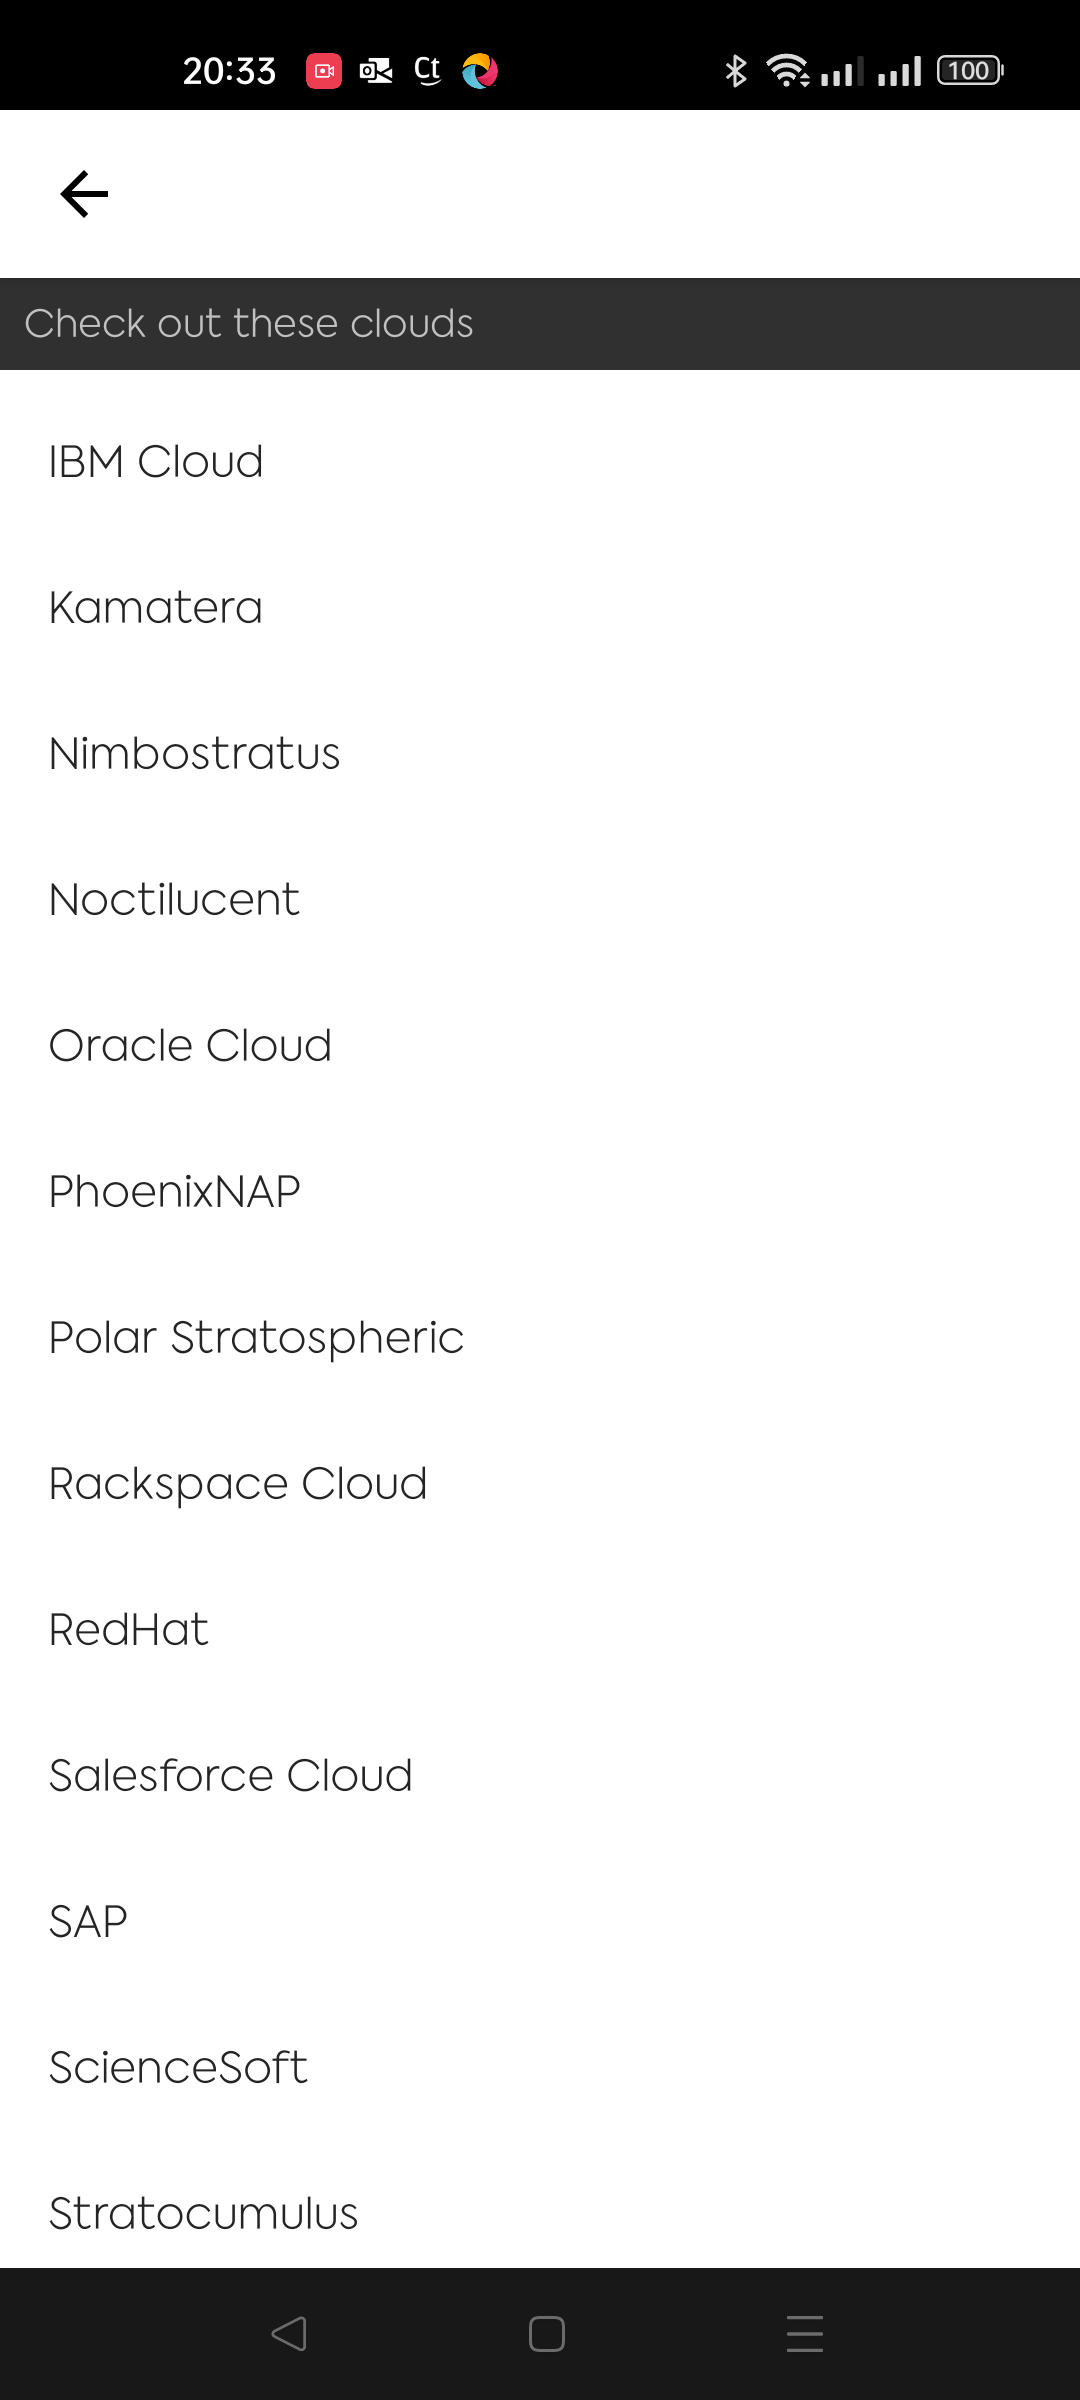 20:33
Ct
100
Check out these clouds
IBM Cloud
Kamatera
Nimbostratus
Noctilucent
Oracle Cloud
PhoenixNAP
Polar Stratospheric
Rackspace Cloud
RedHat
Salesforce Cloud
SAP
ScienceSoft
Stratocumulus